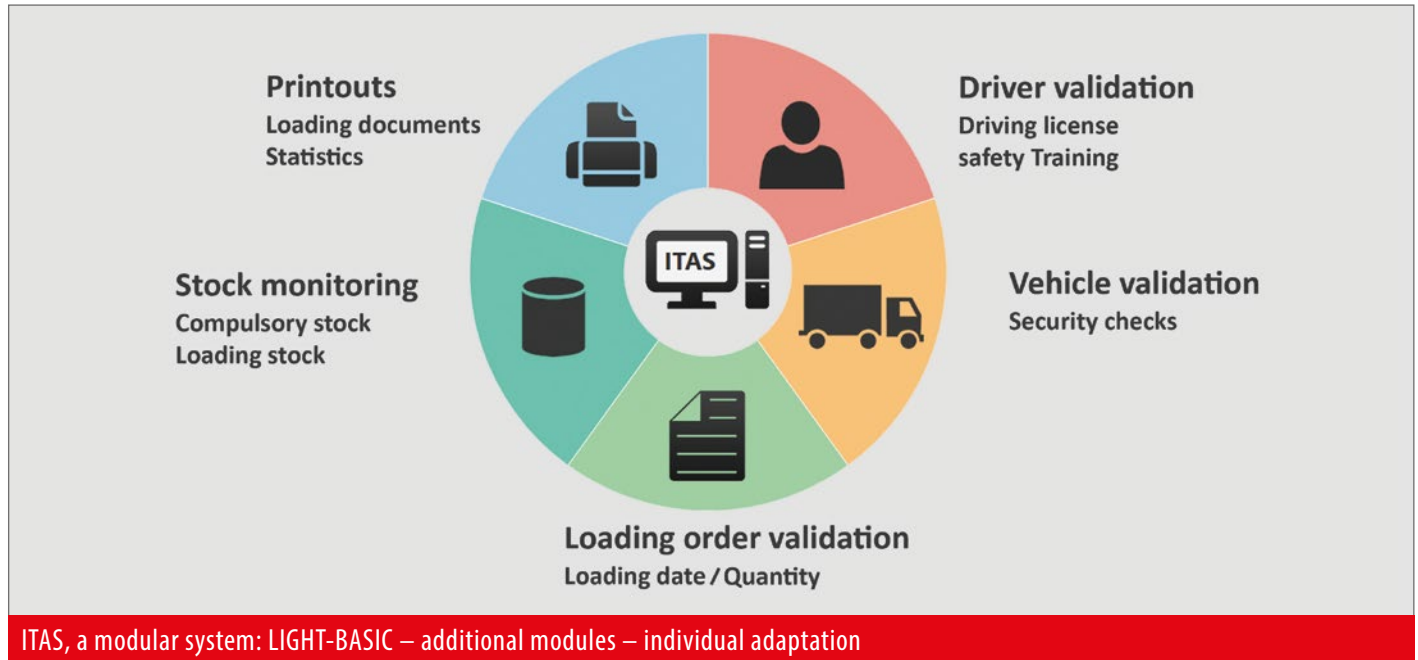 Printouts
Loading documents
Statistics
Driver validation
Driving license
safety Training
ITAS
Stock monitoring
Compulsory stock
Loading stock
Vehicle validation
Security checks
Loading order validation
Loading date / Quantity
ITAS, a modular system: LIGHT-BASIC – additional modules – individual adaptation